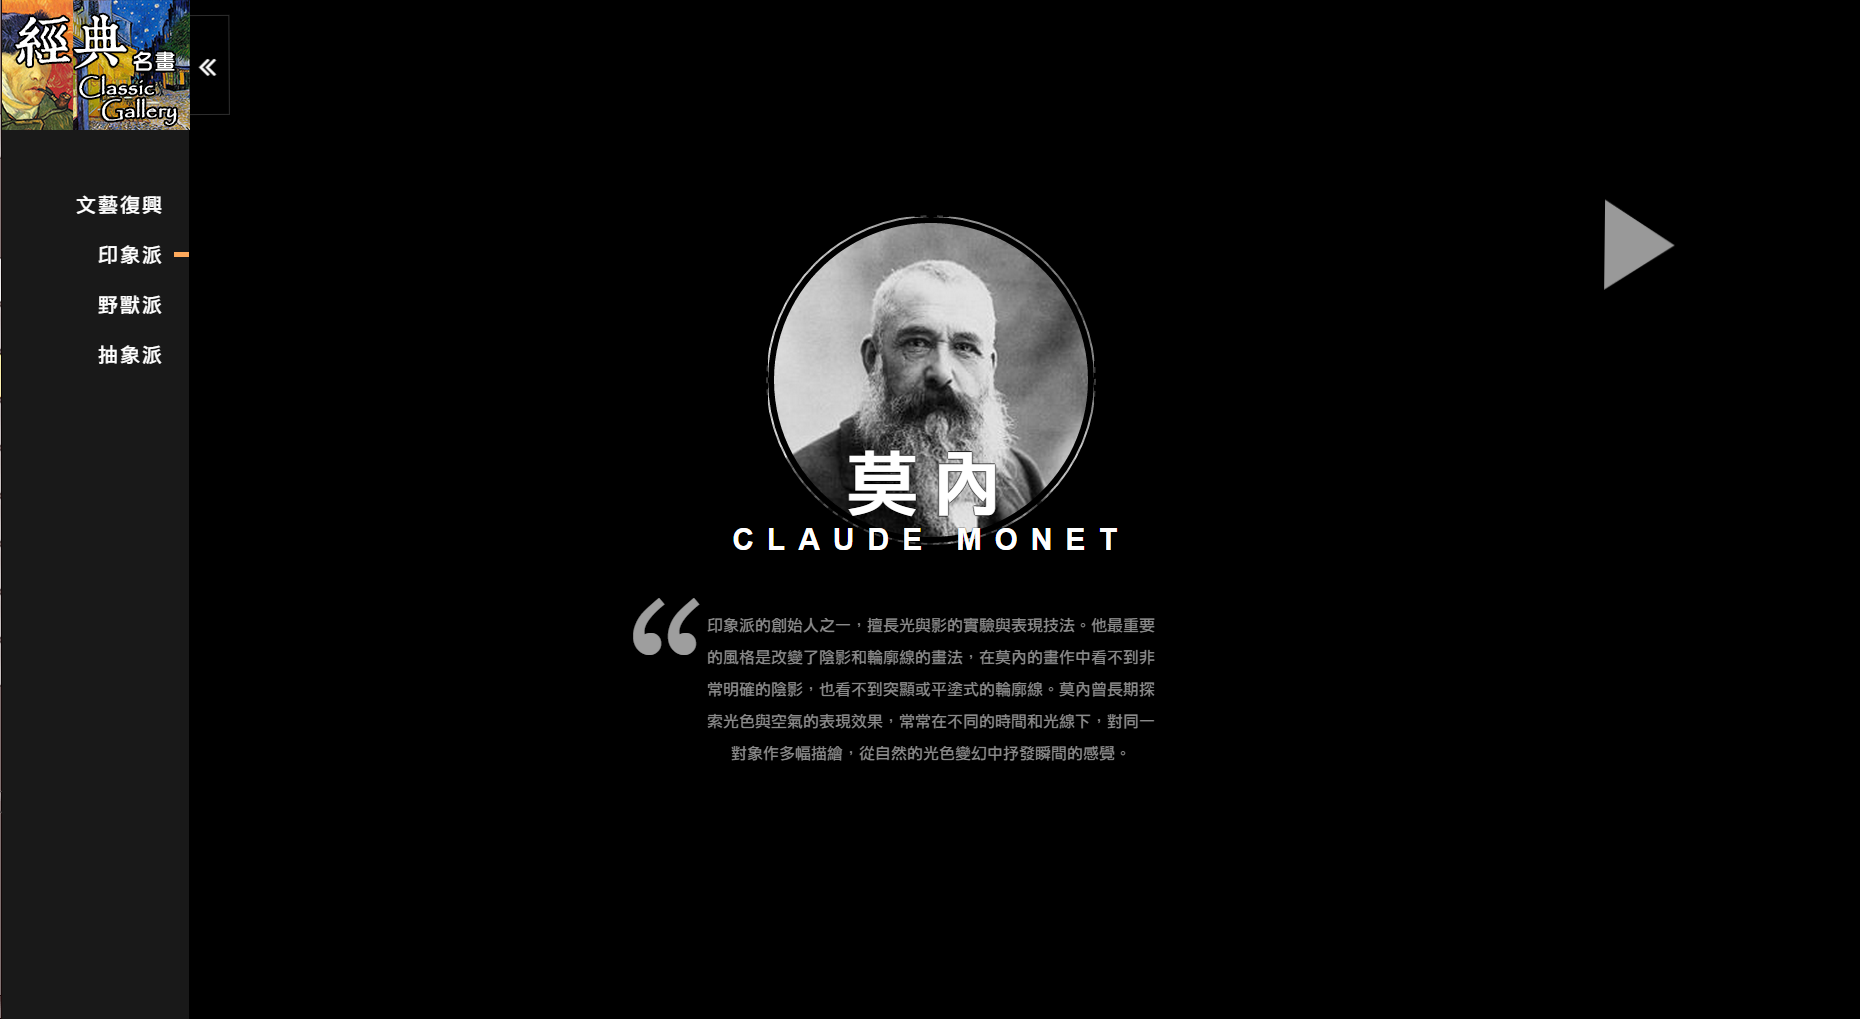 經典
名畫
Classic
Gallery
文藝復興
印象派
野獸派
抽象派
莫內
CLAUDE MONET
印象派的創始人之一，擅長光與影的實驗與表現技法。他最重要
的風格是改變了陰影和輪廓線的畫法，在莫內的畫作中看不到非
常明確的陰影，也看不到突顯或平塗式的輪廓線。莫內曾長期探
索光色與空氣的表現效果，常常在不同的時間和光線下，對同一
對象作多幅描繪，從自然的光色變幻中抒發瞬間的感覺。